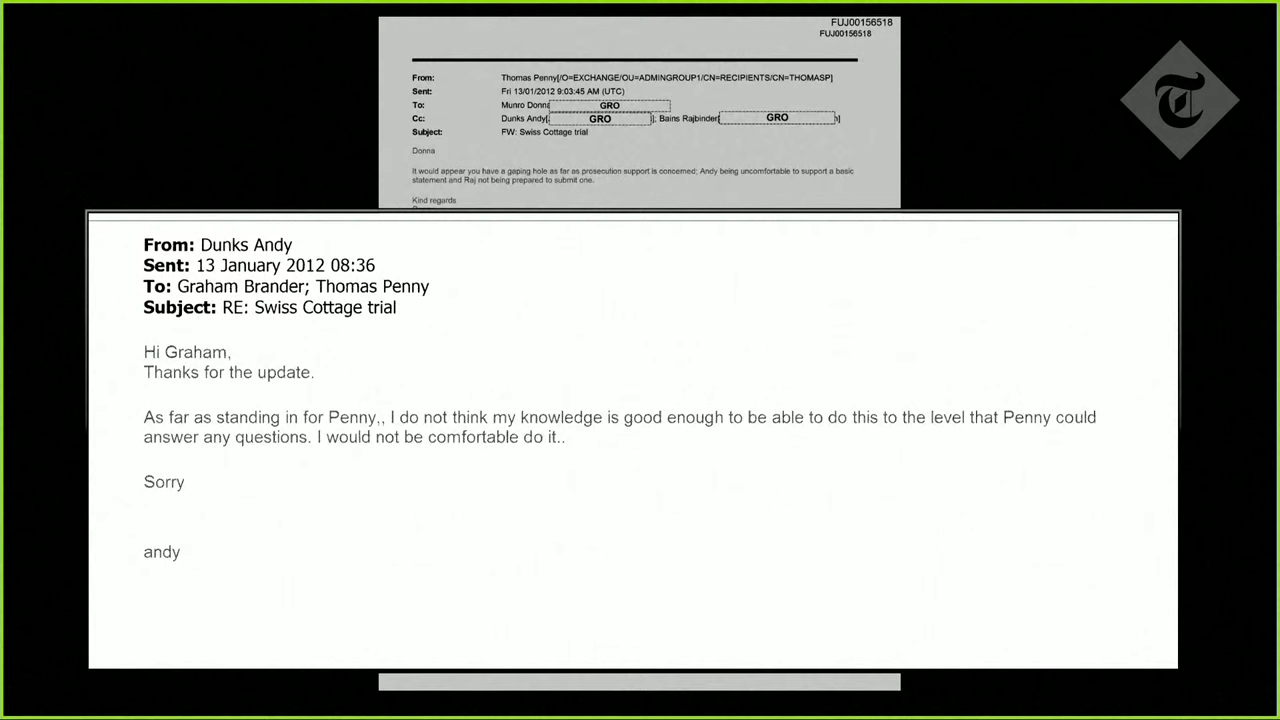 FUJ00156518
FUJ00156518
From: Thomas Penny[/O=EXCHANGE/OU=ADMINGROUP1/CN=RECIPIENTS/CN=THOMASP]
Sent: Fri 13/01/2012 9:03:45 AM (UTC)
To: Munro Donna GRO
Cc: Dunks Andy[ GRO ]; Bains Rajbinder[ GRO ]
Subject: FW: Swiss Cottage trial
Donna
It would appear you have a gaping hole as far as prosecution support is concerned; Andy being uncomfortable to support a basic
statement and Raj not being prepared to submit one.
Kind regards
From: Dunks Andy
Sent: 13 January 2012 08:36
To: Graham Brander; Thomas Penny
Subject: RE: Swiss Cottage trial
Hi Graham,
Thanks for the update.
As far as standing in for Penny,, I do not think my knowledge is good enough to be able to do this to the level that Penny could
answer any questions. I would not be comfortable do it..
Sorry
andy